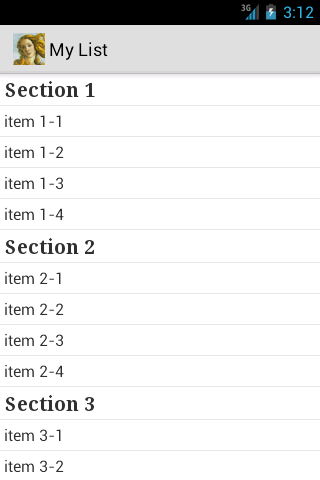 3G 3:12
My List
Section 1
item 1-1
item 1-2
item 1-3
item 1-4
Section 2
item 2-1
item 2-2
item 2-3
item 2-4
Section 3
item 3-1
item 3-2